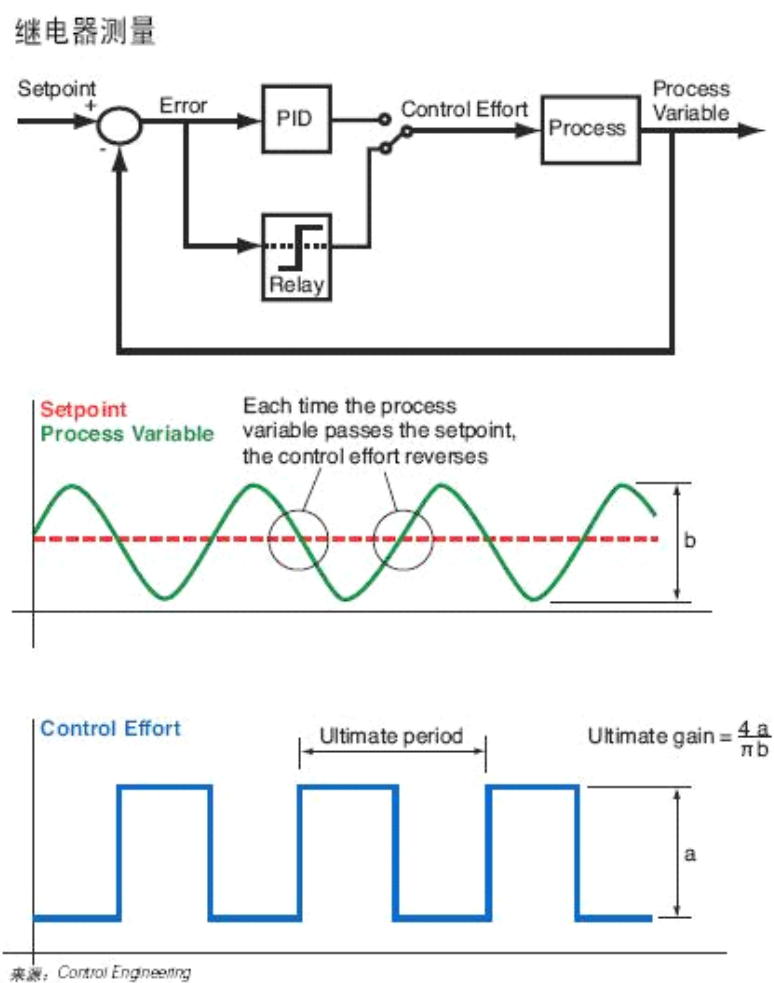 继电器测量
Setpoint
+
-
Error
PID
Control Effort
Process
Process
Variable
Relay
Setpoint
Process Variable
Each time the process
variable passes the setpoint,
the control effort reverses
b
Control Effort
Ultimate period
Ultimate gain = 4 a
π b
a
来源：Control Engineering